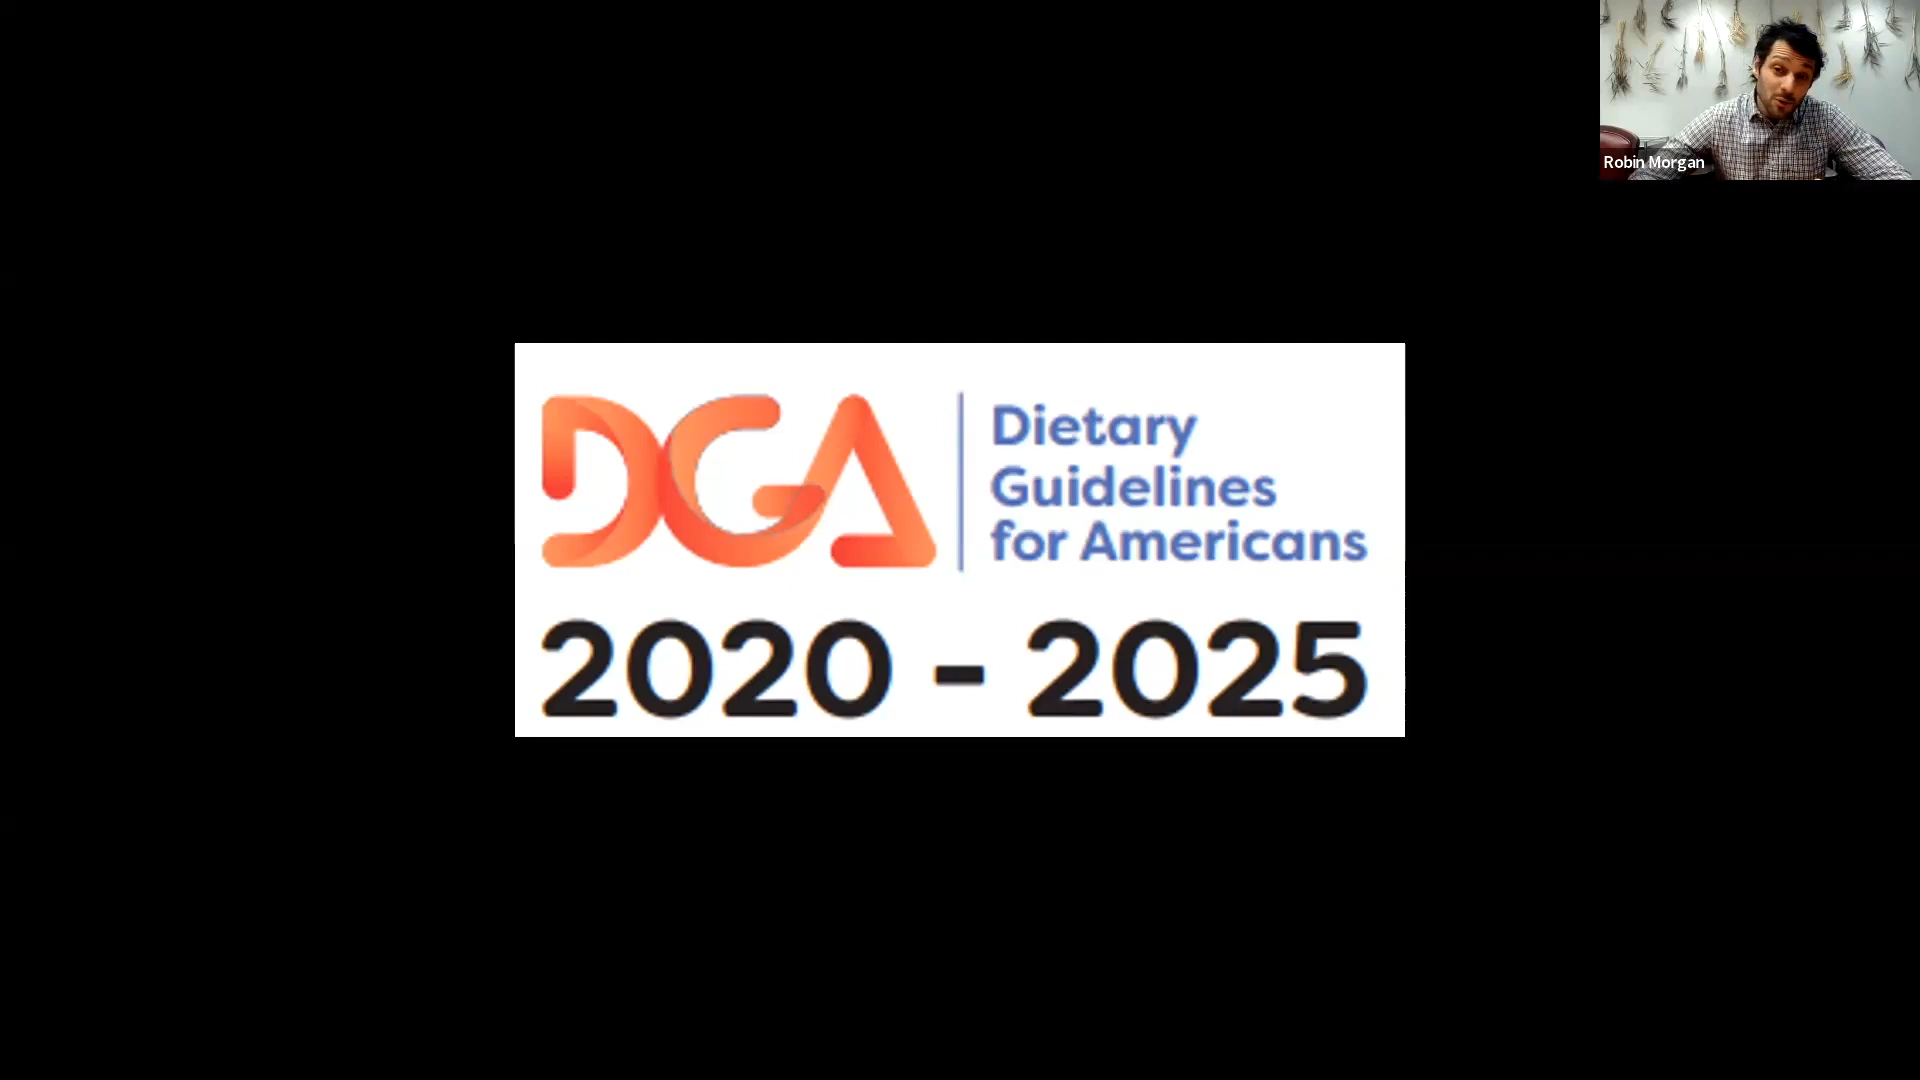 DGA
Dietary
Guidelines
for Americans
2020 - 2025
Robin Morgan